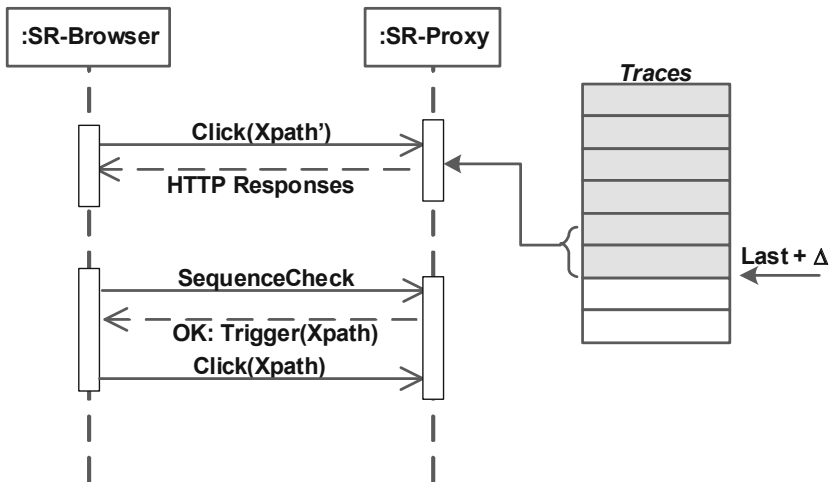 :SR-Browser
:SR-Proxy
Traces
Click(Xpath')
HTTP Responses
Last + Δ
SequenceCheck
OK: Trigger(Xpath)
Click(Xpath)